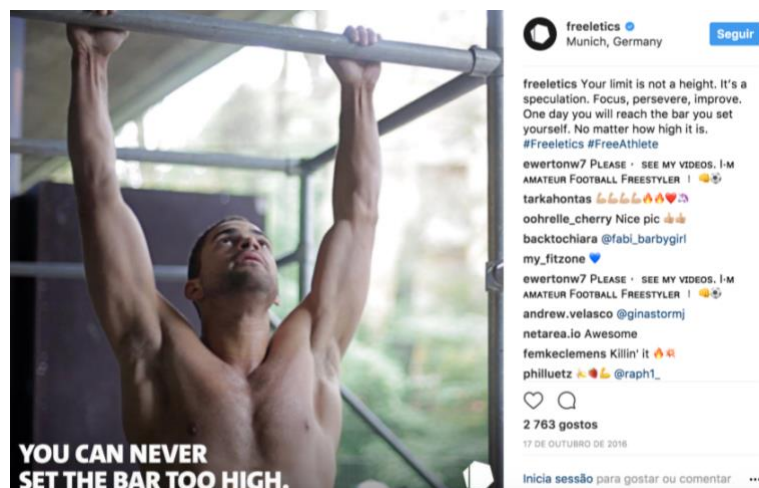 freeletics
Munich, Germany
Seguir
freeletics Your limit is not a height. It's a
speculation. Focus, persevere, improve.
One day you will reach the bar you set
yourself. No matter how high it is.
#Freeletics #FreeAthlete
ewertonw7 PLEASE • SEE MY VIDEOS. I·M
AMATEUR FOOTBALL FREESTYLER | 👊⚽
tarkahontas 💪🏼💪🏼💪🏼💪🏼🔥🔥❤️🦄
oohrelle_cherry Nice pic 👍🏼👍🏼
backtochiara @fabi_barbygirl
my_fitzone 💙
ewertonw7 PLEASE • SEE MY VIDEOS. I·M
AMATEUR FOOTBALL FREESTYLER | 👊⚽
andrew.velasco @ginastormj
netarea.io Awesome
femkeclemens Killin' it 🔥
philluetz 💪 @raph1_
2 763 gostos
17 DE OUTUBRO DE 2016
Inicia sessão para gostar ou comentar
YOU CAN NEVER
SET THE BAR TOO HIGH.